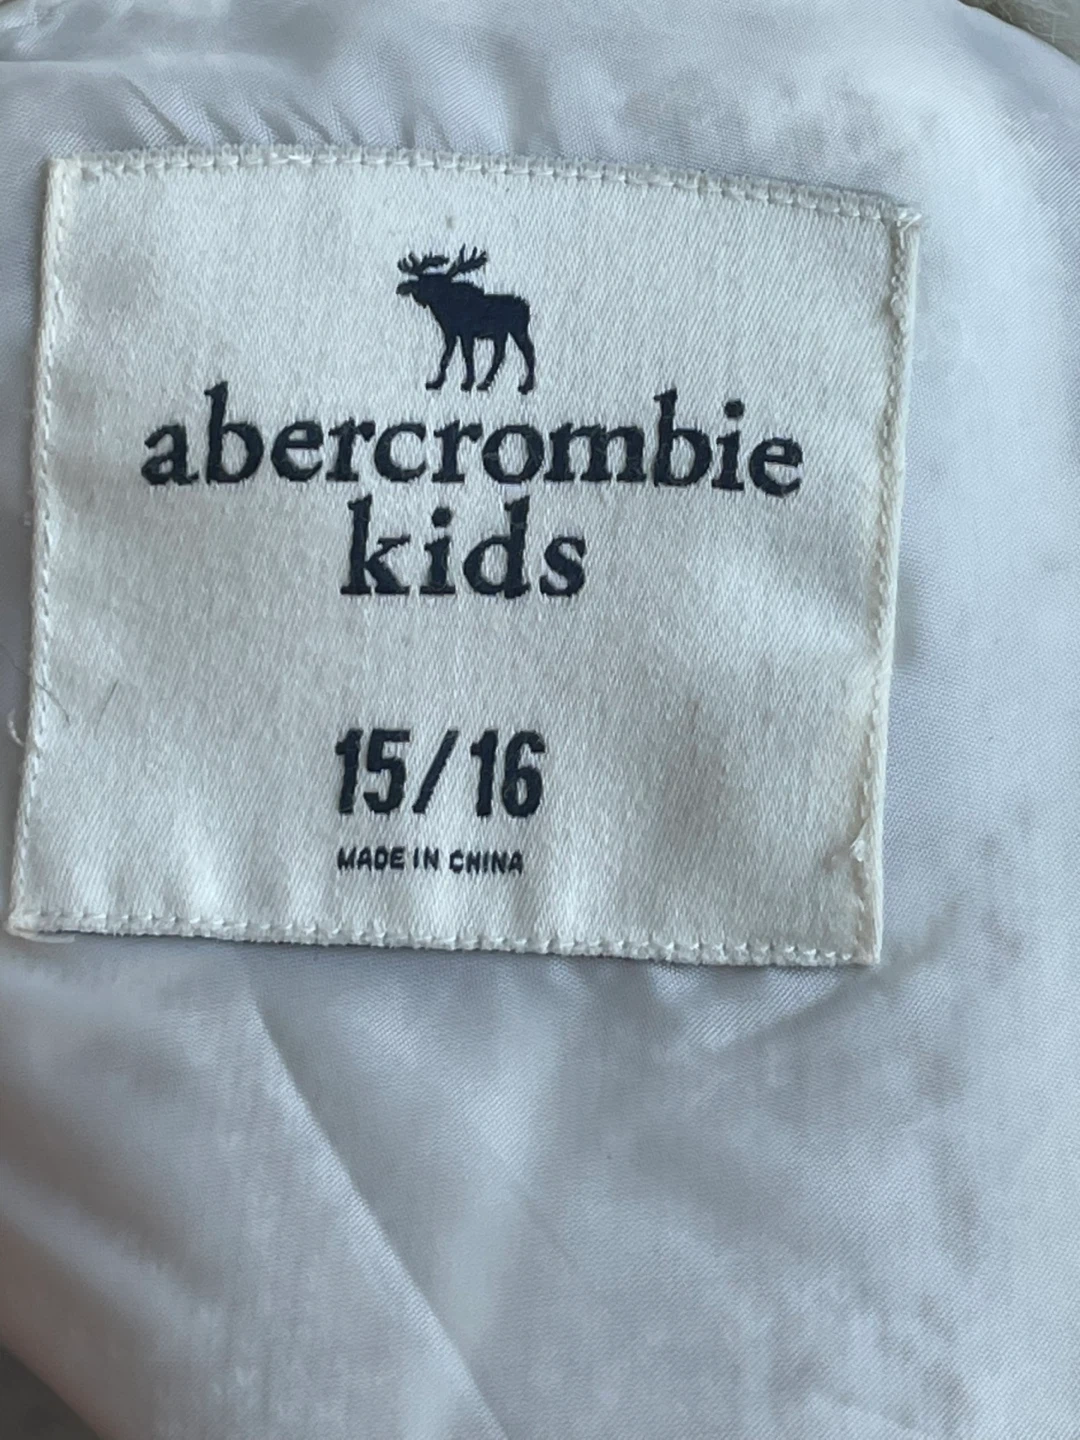 abercrombie
kids
15/16
MADE IN CHINA